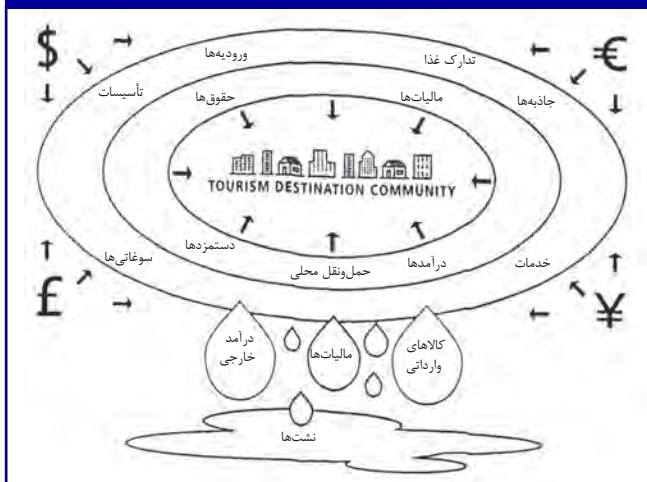 $
€
ورودیه‌ها
تدارک غذا
تأسیسات
حقوق‌ها
مالیات‌ها
جاذبه‌ها
TOURISM DESTINATION COMMUNITY
سوغاتی‌ها
دستمزدها
حمل‌ونقل محلی
درآمدها
خدمات
£
¥
درآمد
خارجی
مالیات‌ها
کالاهای
وارداتی
نشت‌ها